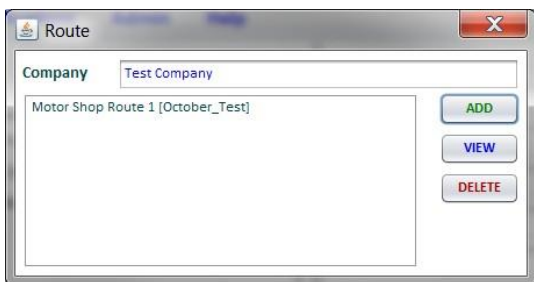 Route
Company Test Company
Motor Shop Route 1 [October_Test]
ADD
VIEW
DELETE